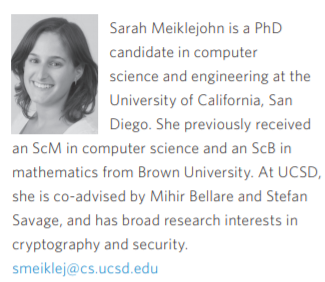 Sarah Meiklejohn is a PhD
candidate in computer
science and engineering at the
University of California, San
Diego. She previously received
an ScM in computer science and an ScB in
mathematics from Brown University. At UCSD,
she is co-advised by Mihir Bellare and Stefan
Savage, and has broad research interests in
cryptography and security.
smeiklej@cs.ucsd.edu